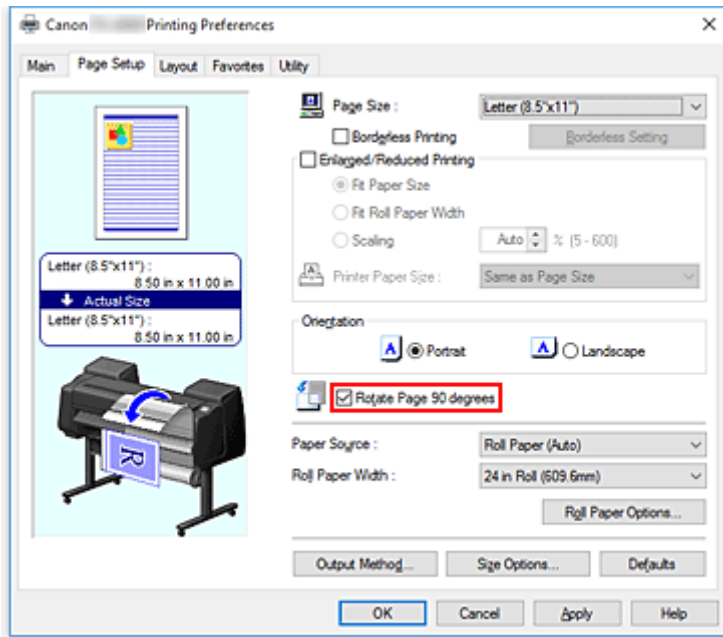 Canon Printing Preferences
Main Page Setup Layout Favorites Utility
Page Size : Letter (8.5"x11")
Borderless Printing Borderless Setting
Enlarged/Reduced Printing
Fit Paper Size
Fit Roll Paper Width
Scaling Auto % (5 - 600)
Printer Paper Size : Same as Page Size
Letter (8.5"x11") :
8.50 in x 11.00 in
Actual Size
Letter (8.5"x11") :
8.50 in x 11.00 in
Orientation
A Portrait A Landscape
Rotate Page 90 degrees
R
Paper Source : Roll Paper (Auto)
Roll Paper Width : 24 in Roll (609.6mm)
Roll Paper Options...
Output Method... Size Options... Defaults
OK Cancel Apply Help